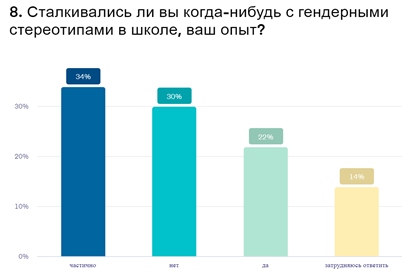 8. Сталкивались ли вы когда-нибудь с гендерными
стереотипами в школе, ваш опыт?
34%
30%
22%
14%
30%
20%
10%
0%
частично
нет
да
затрудняюсь ответить